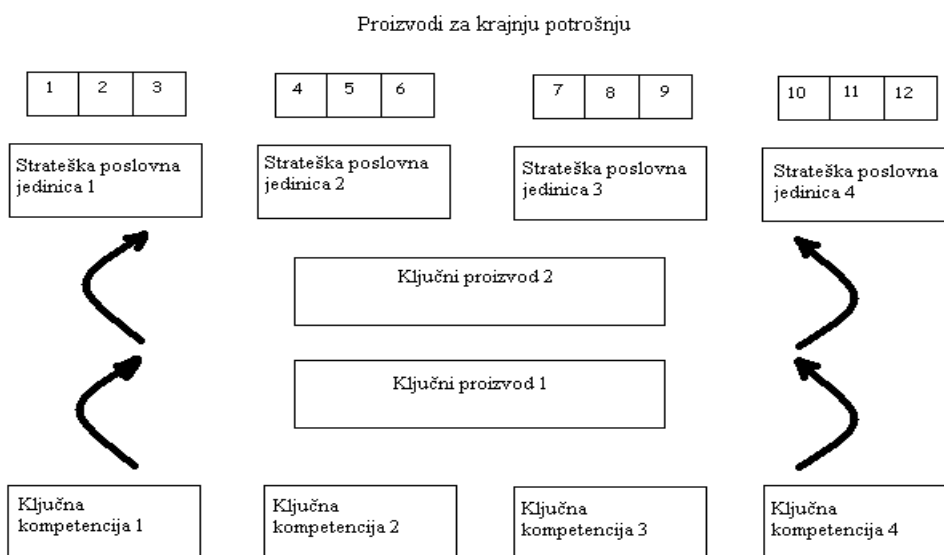 Proizvodi za krajnju potrošnju
1 2 3
4 5 6
7 8 9
10 11 12
Strateška poslovna
jedinica 1
Strateška poslovna
jedinica 2
Strateška poslovna
jedinica 3
Strateška poslovna
jedinica 4
Ključni proizvod 2
Ključni proizvod 1
Ključna
kompetencija 1
Ključna
kompetencija 2
Ključna
kompetencija 3
Ključna
kompetencija 4